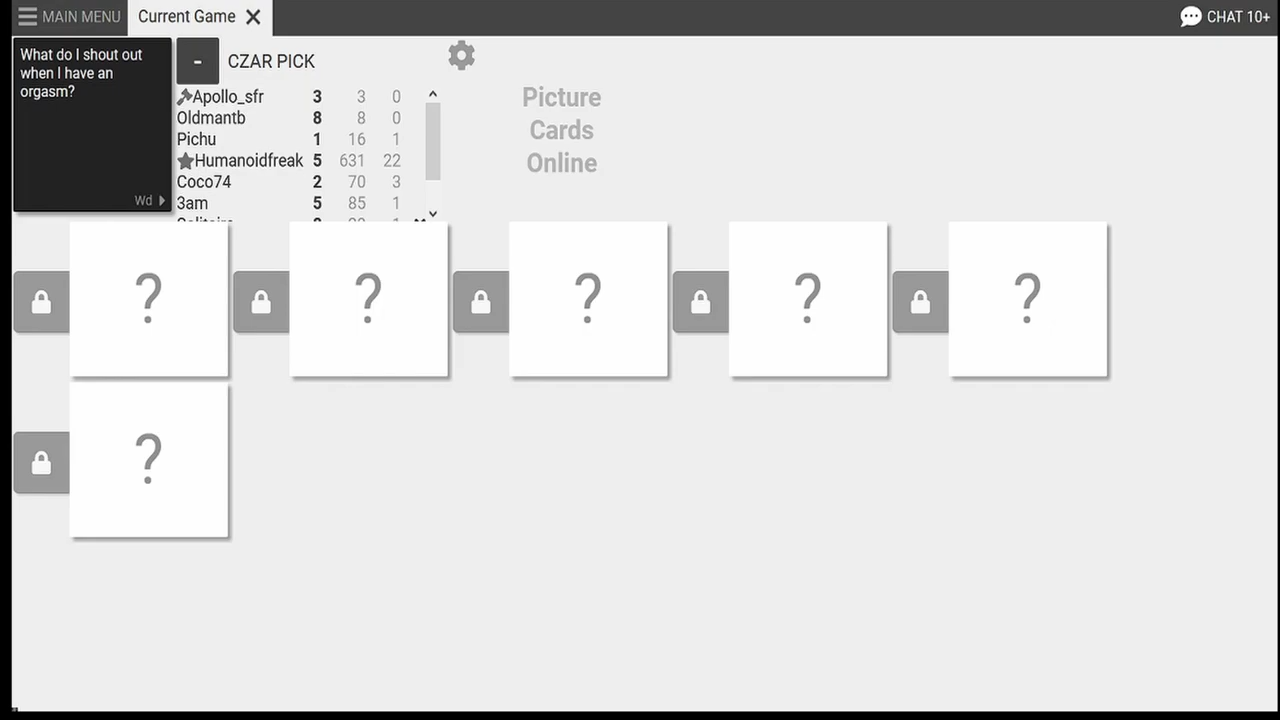 MAIN MENU
Current Game
CHAT 10+
What do I shout out
when I have an
orgasm?
Wd
-
CZAR PICK
Apollo_sfr 3 3 0
Oldmantb 8 8 0
Pichu 1 16 1
Humanoidfreak 5 631 22
Coco74 2 70 3
3am 5 85 1
Picture
Cards
Online
? ? ? ? ?
?